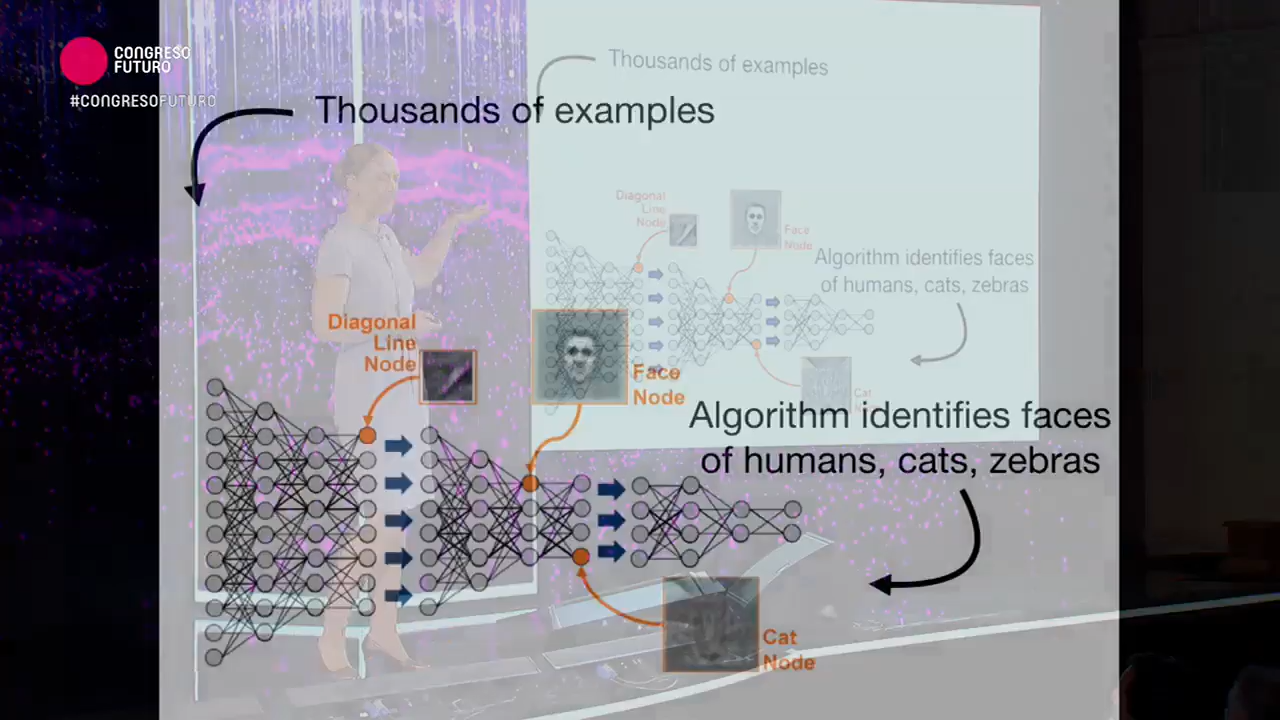 CONGRESO
FUTURO
#CONGRESOFUTURO
Thousands of examples
Thousands of examples
Diagonal
Line
Node
Face
Node
Algorithm identifies faces
of humans, cats, zebras
Cat
Diagonal
Line
Node
Face
Node
Algorithm identifies faces
of humans, cats, zebras
Cat
Node